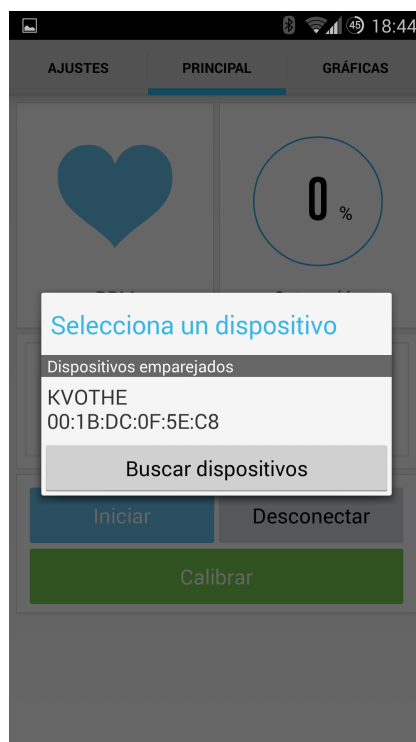 45 18:44
AJUSTES PRINCIPAL GRÁFICAS
0 %
Selecciona un dispositivo
Dispositivos emparejados
KVOTHE
00:1B:DC:0F:5E:C8
Buscar dispositivos
Iniciar Desconectar
Calibrar